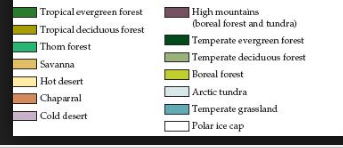 Tropical evergreen forest
Tropical deciduous forest
Thorn forest
Savanna
Hot desert
Chaparral
Cold desert
High mountains
(boreal forest and tundra)
Temperate evergreen forest
Temperate deciduous forest
Boreal forest
Arctic tundra
Temperate grassland
Polar ice cap